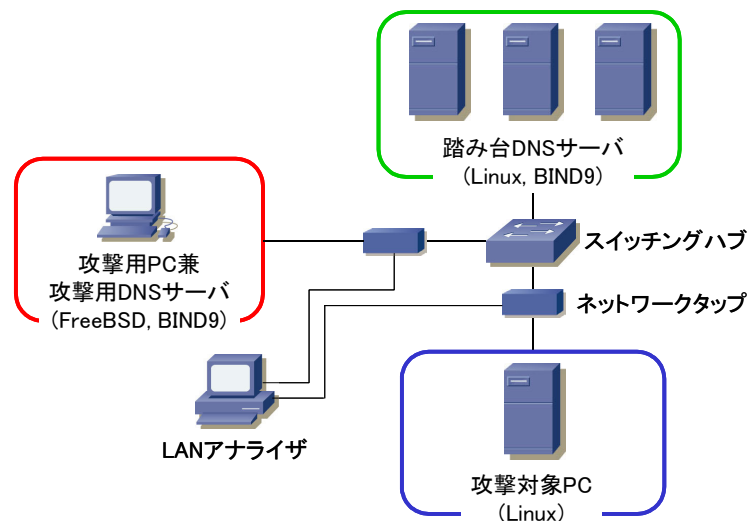 踏み台DNSサーバ
(Linux, BIND9)
スイッチングハブ
攻撃用PC兼
攻撃用DNSサーバ
(FreeBSD, BIND9)
ネットワークタップ
LANアナライザ
攻撃対象PC
(Linux)